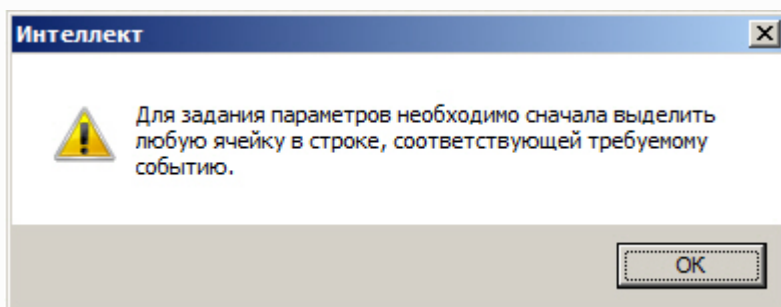 Интеллект
Для задания параметров необходимо сначала выделить
любую ячейку в строке, соответствующей требуемому
событию.
OK